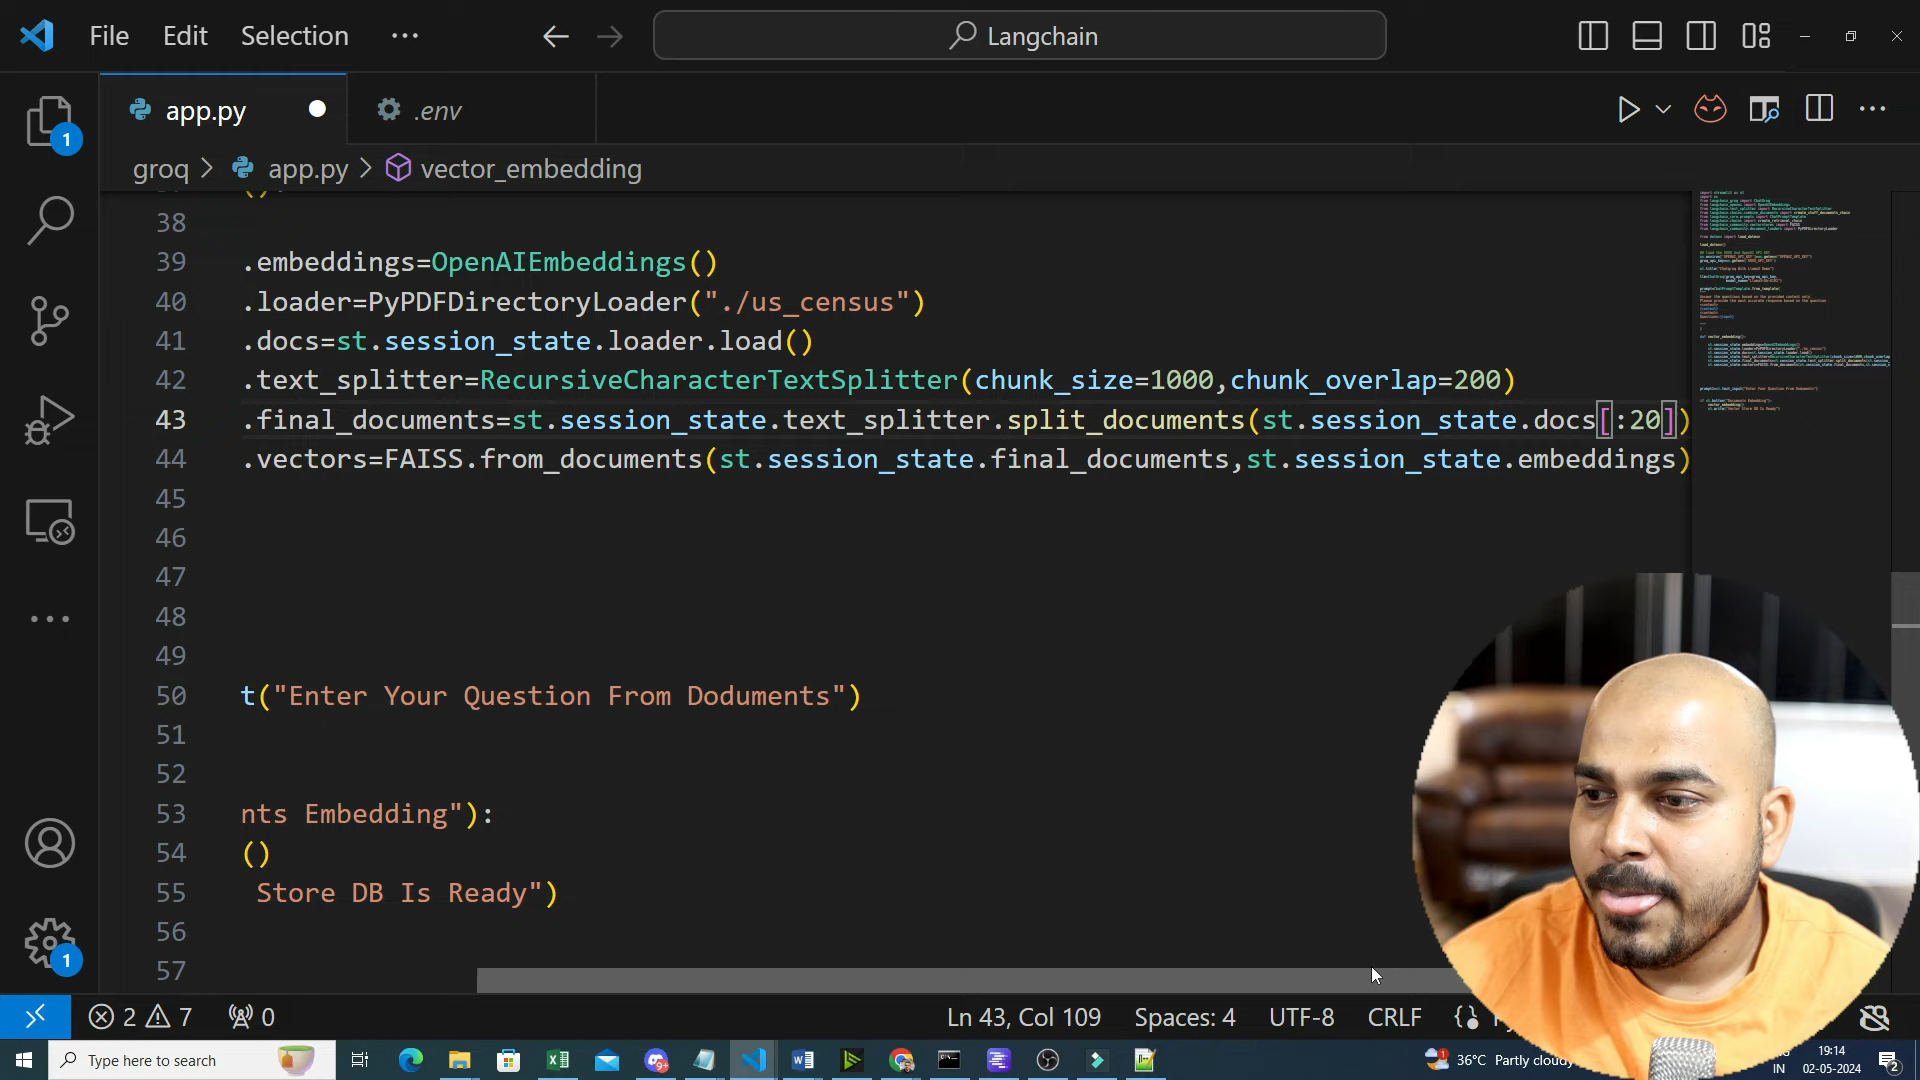 File Edit Selection ··· Langchain
app.py .env
groq > app.py > vector_embedding
38
39 .embeddings=OpenAIEmbeddings()
40 .loader=PyPDFDirectoryLoader("./us_census")
41 .docs=st.session_state.loader.load()
42 .text_splitter=RecursiveCharacterTextSplitter(chunk_size=1000,chunk_overlap=200)
43 .final_documents=st.session_state.text_splitter.split_documents(st.session_state.docs[:20])
44 .vectors=FAISS.from_documents(st.session_state.final_documents,st.session_state.embeddings)
45
46
47
48
49
50 t("Enter Your Question From Doduments")
51
52
53 nts Embedding"):
54 ()
55 Store DB Is Ready")
56
57
1
1
2 7 0 Ln 43, Col 109 Spaces: 4 UTF-8 CRLF {}
Type here to search 9+ 36°C Partly cloudy 19:14
IN 02-05-2024 2